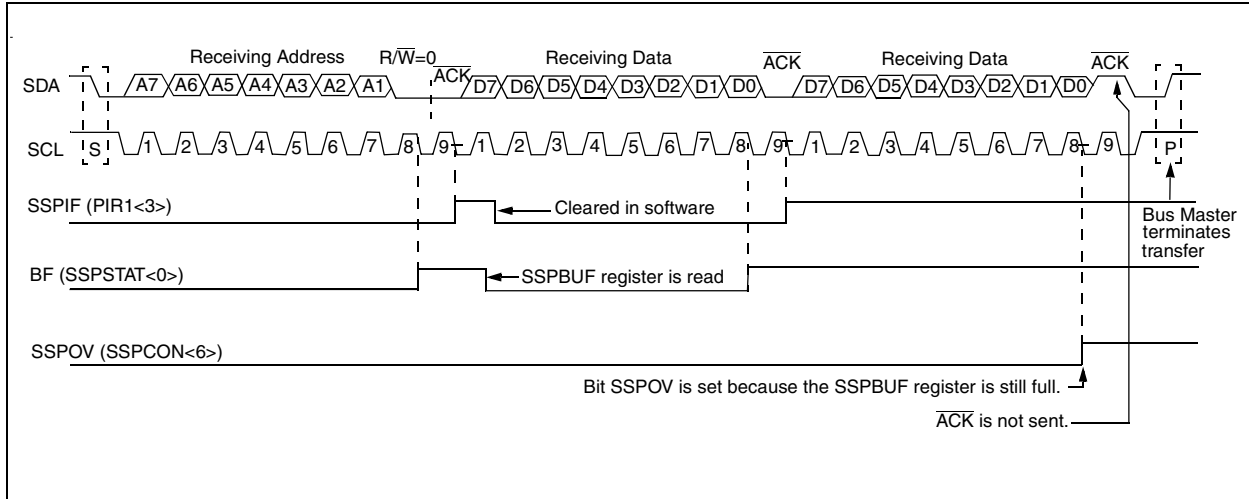 Receiving Address R/W=0 Receiving Data ACK Receiving Data ACK
ACK
SDA A7 A6 A5 A4 A3 A2 A1 D7 D6 D5 D4 D3 D2 D1 D0 D7 D6 D5 D4 D3 D2 D1 D0
SCL S 1 2 3 4 5 6 7 8 9 1 2 3 4 5 6 7 8 9 1 2 3 4 5 6 7 8 9 P
SSPIF (PIR1<3>)
Cleared in software
Bus Master
terminates
transfer
BF (SSPSTAT<0>)
SSPBUF register is read
SSPOV (SSPCON<6>)
Bit SSPOV is set because the SSPBUF register is still full.
ACK is not sent.